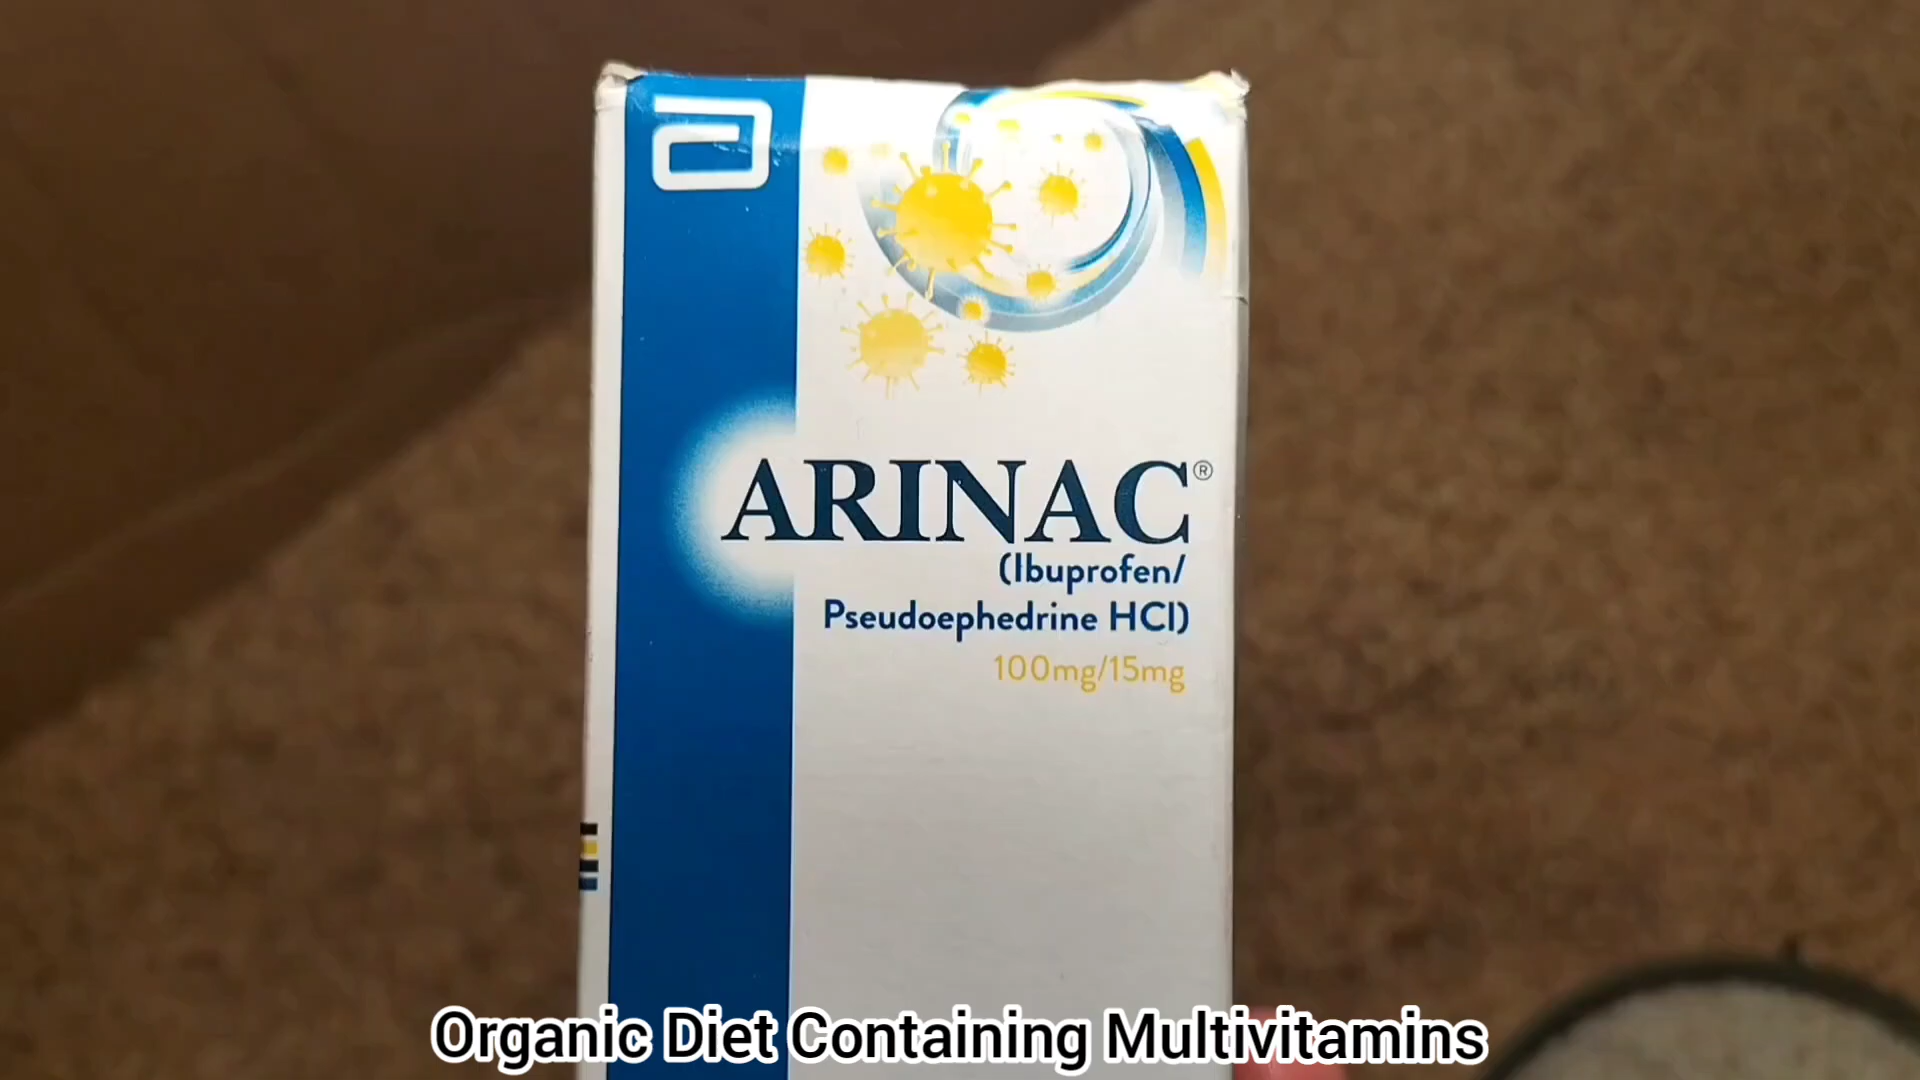 ARINAC®
(Ibuprofen/
Pseudoephedrine HCl)
100mg/15mg
Organic Diet Containing Multivitamins